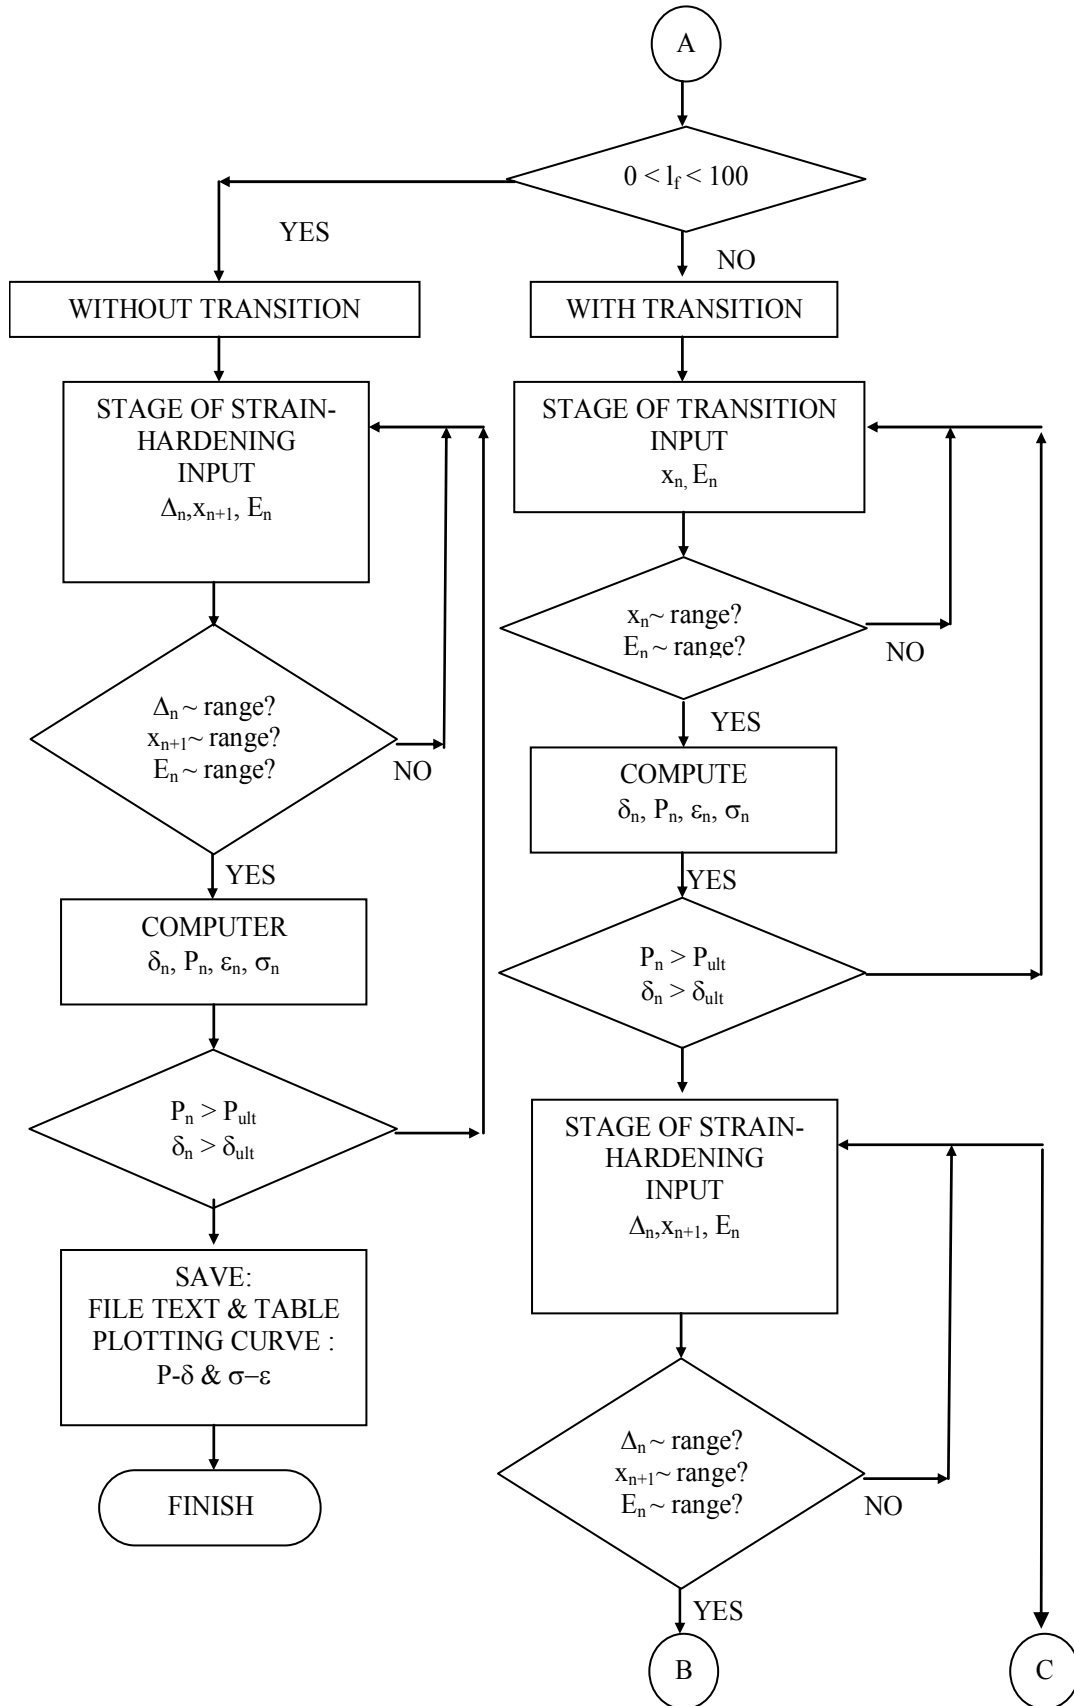 A
0 < l_f < 100
YES
NO
WITHOUT TRANSITION
WITH TRANSITION
STAGE OF STRAIN-
HARDENING
INPUT
Δ_n,x_{n+1}, E_n
Δ_n ~ range?
x_{n+1} ~ range?
E_n ~ range?
NO
YES
COMPUTER
δ_n, P_n, ε_n, σ_n
P_n > P_ult
δ_n > δ_ult
SAVE:
FILE TEXT & TABLE
PLOTTING CURVE :
P-δ & σ–ε
FINISH
STAGE OF TRANSITION
INPUT
x_n, E_n
x_n ~ range?
E_n ~ range?
NO
YES
COMPUTE
δ_n, P_n, ε_n, σ_n
YES
P_n > P_ult
δ_n > δ_ult
STAGE OF STRAIN-
HARDENING
INPUT
Δ_n,x_{n+1}, E_n
Δ_n ~ range?
x_{n+1} ~ range?
E_n ~ range?
NO
YES
B
C